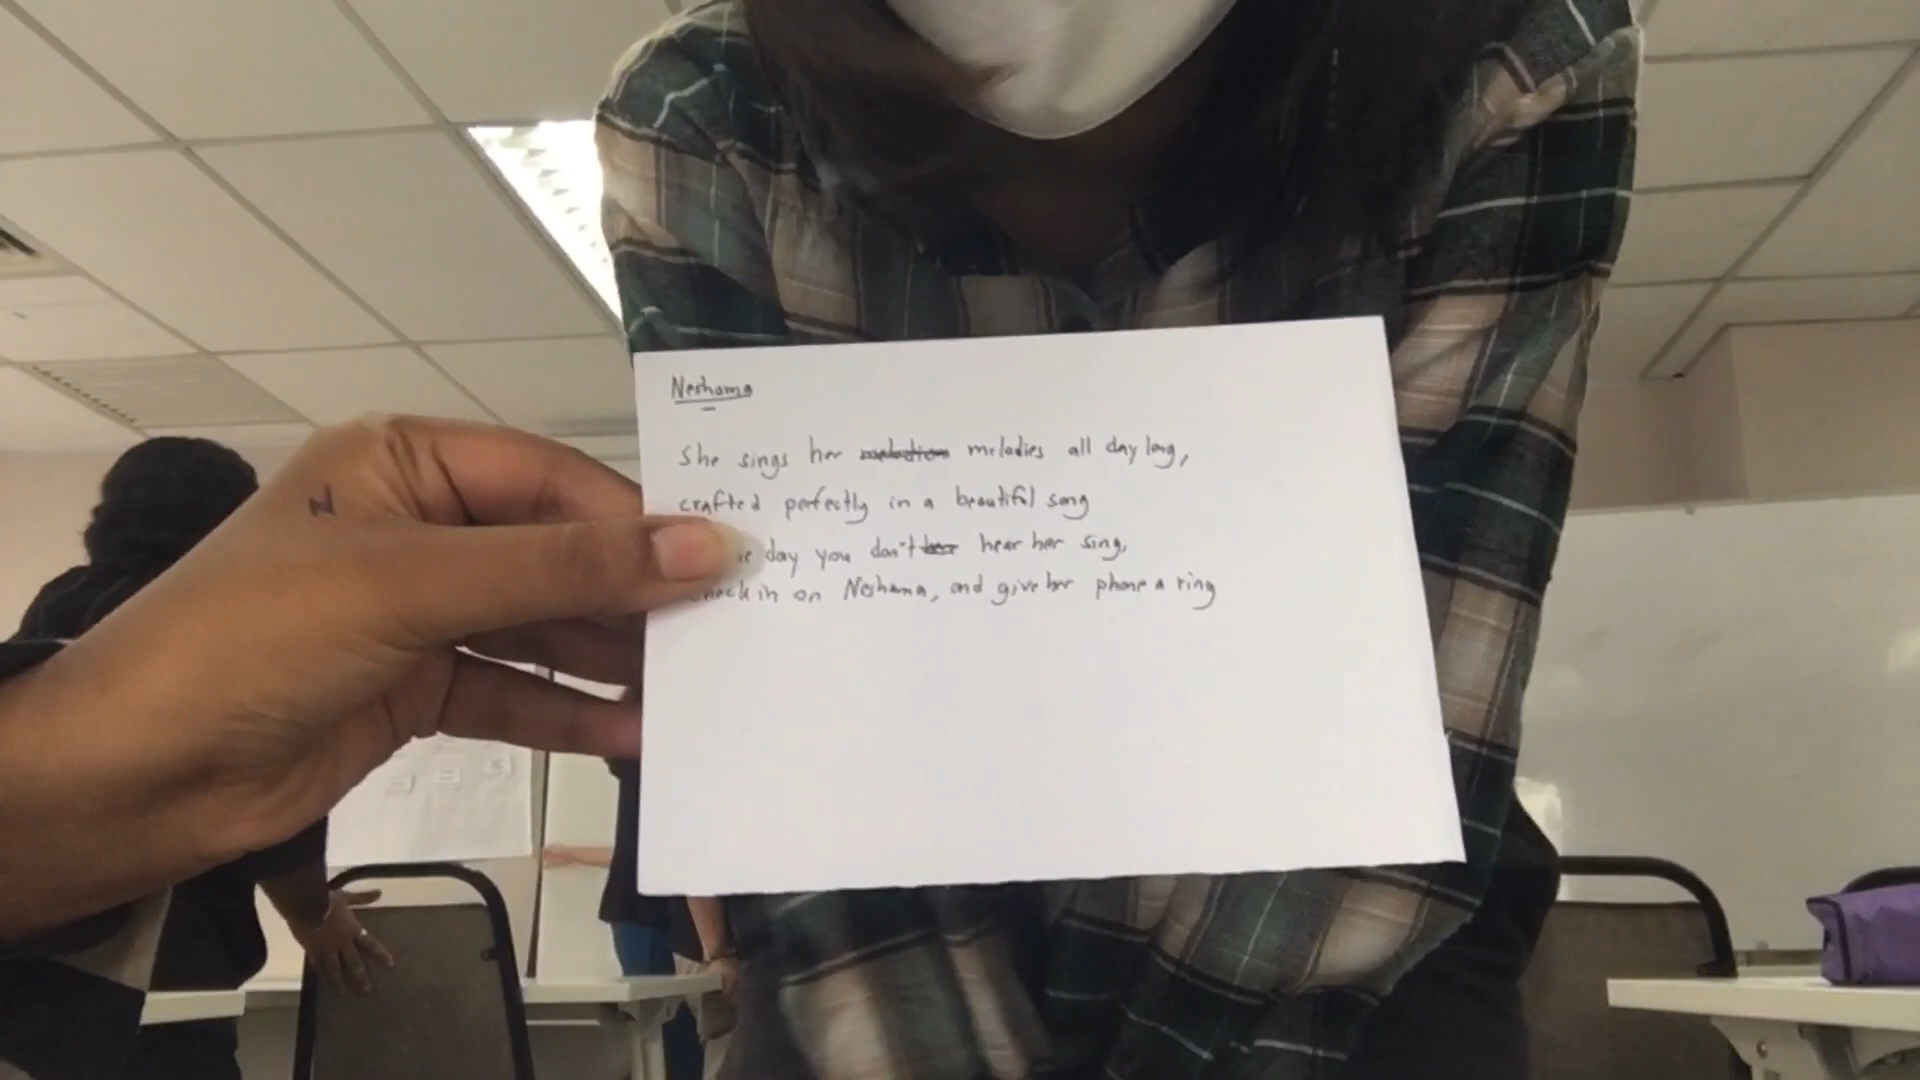 Neshama
She sings her melodies all day long,
crafted perfectly in a beautiful song
day you don't hear her sing,
check in on Neshama, and give her phone a ring
N